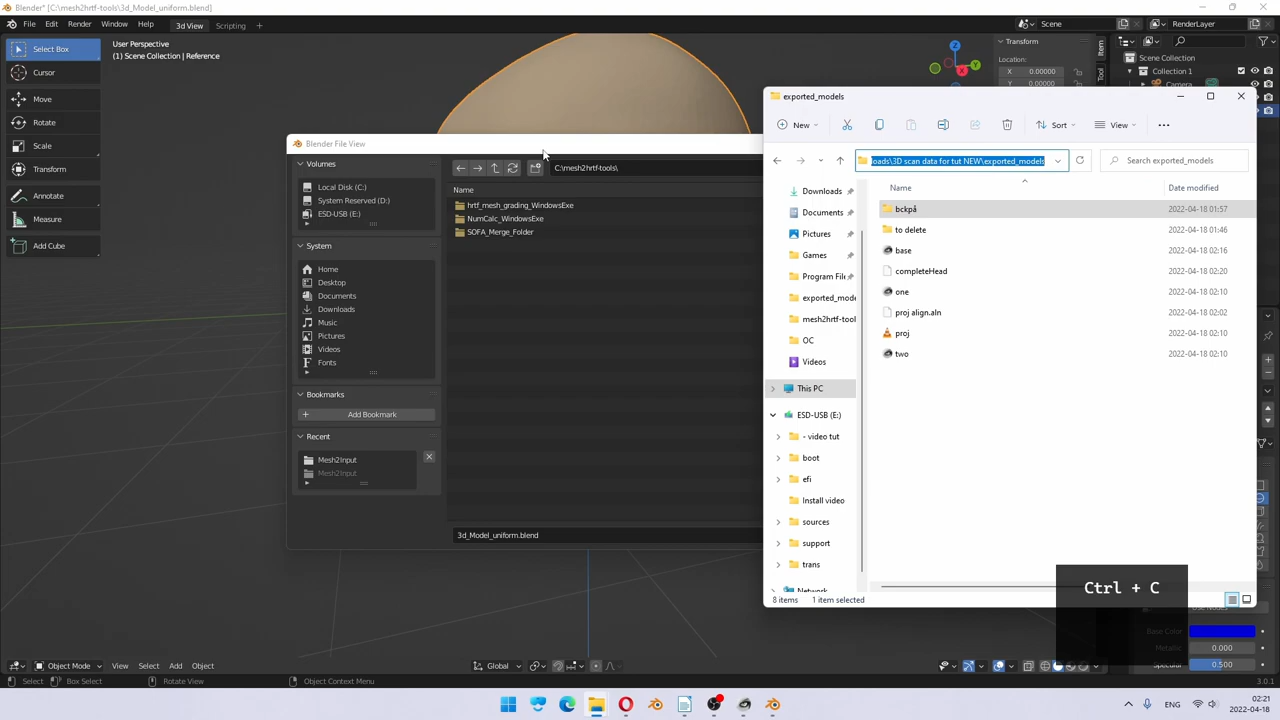 Blender* [C:\mesh2hrtf-tools\3d_Model_uniform.blend]
File Edit Render Window Help 3d View Scripting + Scene RenderLayer
Select Box
Cursor
Move
Rotate
Scale
Transform
Annotate
Measure
Add Cube
User Perspective
(1) Scene Collection | Reference
Transform
Location:
X 0.00000
Y 0.00000
Item
Tool
Scene Collection
Collection 1
Camera
Blender File View
Volumes
Local Disk (C:)
System Reserved (D:)
ESD-USB (E:)
System
Home
Desktop
Documents
Downloads
Music
Pictures
Videos
Fonts
Bookmarks
Add Bookmark
Recent
Mesh2Input
Mesh2Input
C:\mesh2hrtf-tools\
Name
hrtf_mesh_grading_WindowsExe
NumCalc_WindowsExe
SOFA_Merge_Folder
3d_Model_uniform.blend
exported_models
New Sort View
loads\3D scan data for tut NEW\exported_models
Search exported_models
Downloads
Documents
Pictures
Games
Program File
exported_mode
mesh2hrtf-tool
OC
Videos
This PC
ESD-USB (E:)
- video tut
boot
efi
Install video
sources
support
trans
Network
Name Date modified
bckpå 2022-04-18 01:57
to delete 2022-04-18 01:46
base 2022-04-18 02:16
completeHead 2022-04-18 02:20
one 2022-04-18 02:10
proj align.aln 2022-04-18 02:02
proj 2022-04-18 02:10
two 2022-04-18 02:10
8 items 1 item selected
Ctrl + C
Use Nodes
Base Color
Metallic 0.000
Specular 0.500
Object Mode View Select Add Object Global
Select Box Select Rotate View Object Context Menu 3.0.1
ENG 02:21
2022-04-18